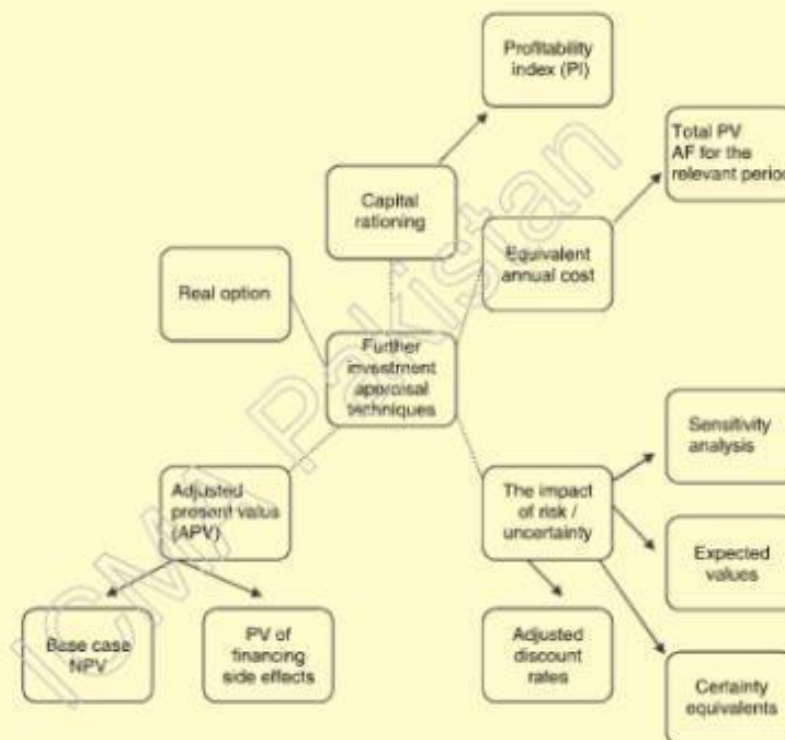 Profitability
index (PI)
Total PV
AF for the
relevant period
Capital
rationing
Equivalent
annual cost
Real option
Further
investment
appraisal
techniques
Sensitivity
analysis
Adjusted
present value
(APV)
The impact
of risk /
uncertainty
Expected
values
Base case
NPV
PV of
financing
side effects
Adjusted
discount
rates
Certainty
equivalents
ICMA Pakistan